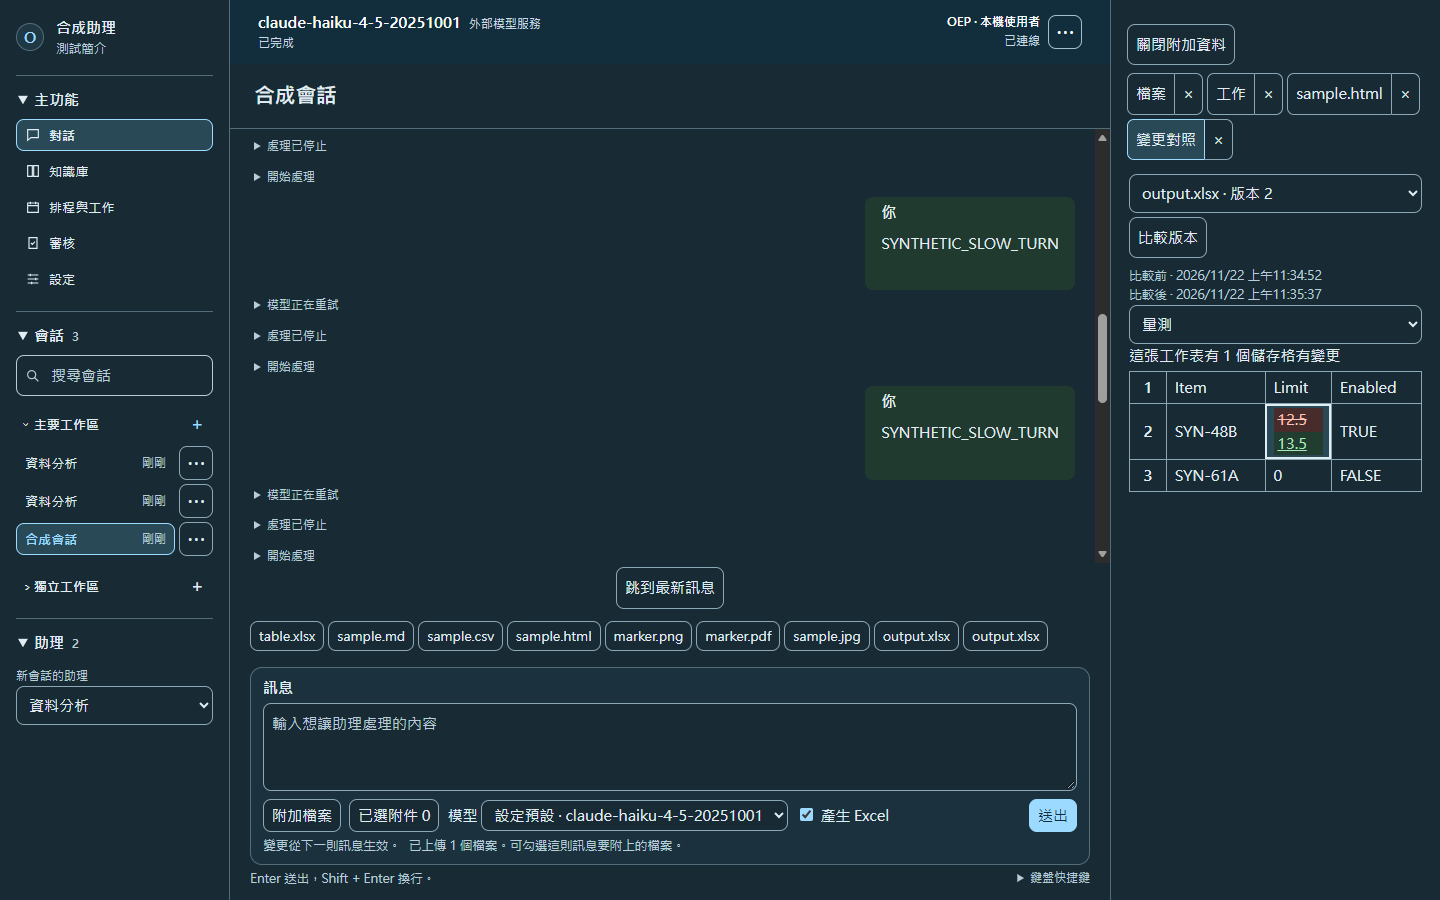 O
合成助理
測試簡介
▼ 主功能
對話
知識庫
排程與工作
審核
設定
▼ 會話 3
搜尋會話
主要工作區 +
資料分析 剛剛 ...
資料分析 剛剛 ...
合成會話 剛剛 ...
獨立工作區 +
▼ 助理 2
新會話的助理
資料分析
claude-haiku-4-5-20251001 外部模型服務
已完成
OEP · 本機使用者
已連線
...
合成會話
▶ 處理已停止
▶ 開始處理
你
SYNTHETIC_SLOW_TURN
▶ 模型正在重試
▶ 處理已停止
▶ 開始處理
你
SYNTHETIC_SLOW_TURN
▶ 模型正在重試
▶ 處理已停止
▶ 開始處理
跳到最新訊息
table.xlsx sample.md sample.csv sample.html marker.png marker.pdf sample.jpg output.xlsx output.xlsx
訊息
輸入想讓助理處理的內容
附加檔案 已選附件 0 模型 設定預設 · claude-haiku-4-5-20251001 產生 Excel 送出
變更從下一則訊息生效。 已上傳 1 個檔案。可勾選這則訊息要附上的檔案。
Enter 送出，Shift + Enter 換行。
▶ 鍵盤快捷鍵
關閉附加資料
檔案 × 工作 × sample.html ×
變更對照 ×
output.xlsx · 版本 2
比較版本
比較前 · 2026/11/22 上午11:34:52
比較後 · 2026/11/22 上午11:35:37
量測
這張工作表有 1 個儲存格有變更
1 Item Limit Enabled
2 SYN-48B 12.5 13.5 TRUE
3 SYN-61A 0 FALSE